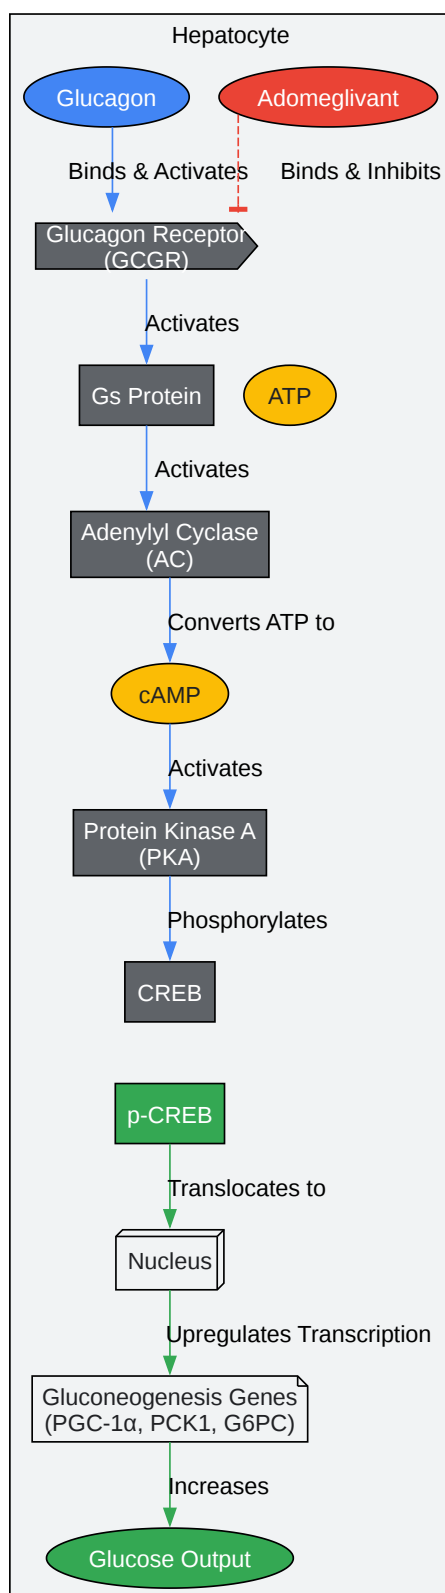 Hepatocyte
Glucagon
Adomeglivant
Binds & Activates
Binds & Inhibits
Glucagon Receptor
(GCGR)
Activates
Gs Protein
ATP
Activates
Adenylyl Cyclase
(AC)
Converts ATP to
cAMP
Activates
Protein Kinase A
(PKA)
Phosphorylates
CREB
p-CREB
Translocates to
Nucleus
Upregulates Transcription
Gluconeogenesis Genes
(PGC-1α, PCK1, G6PC)
Increases
Glucose Output